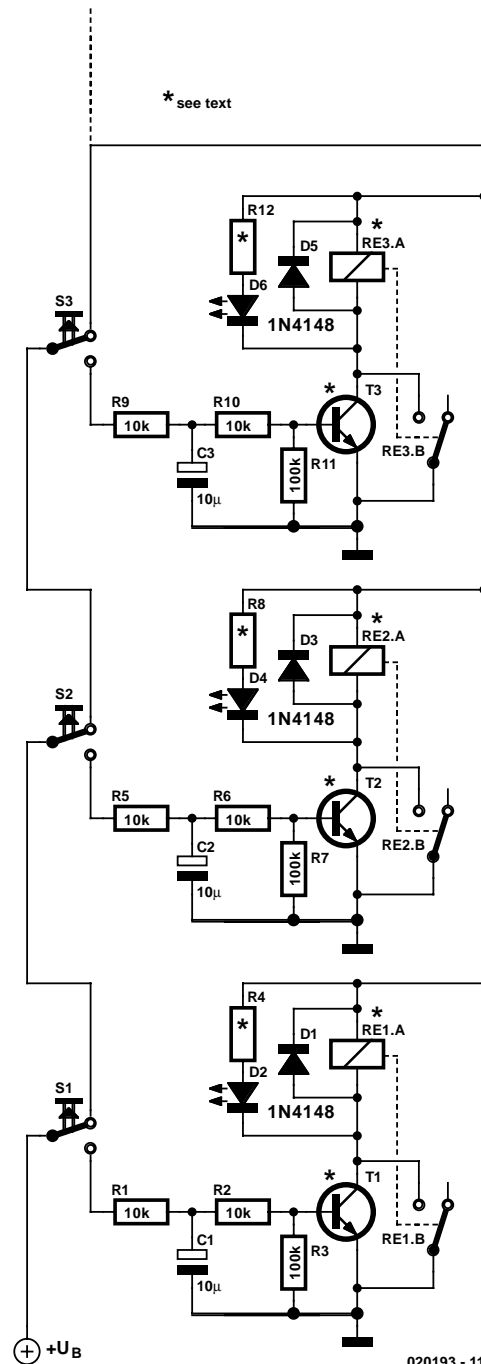 * see text
R12
*
D5
*
RE3.A
D6
1N4148
S3
R9
10k
R10
10k
*
T3
C3
10µ
R11
100k
RE3.B
R8
*
D3
*
RE2.A
D4
1N4148
S2
R5
10k
R6
10k
*
T2
C2
10µ
R7
100k
RE2.B
R4
*
D1
*
RE1.A
D2
1N4148
S1
R1
10k
R2
10k
*
T1
C1
10µ
R3
100k
RE1.B
+UB
020193 - 11